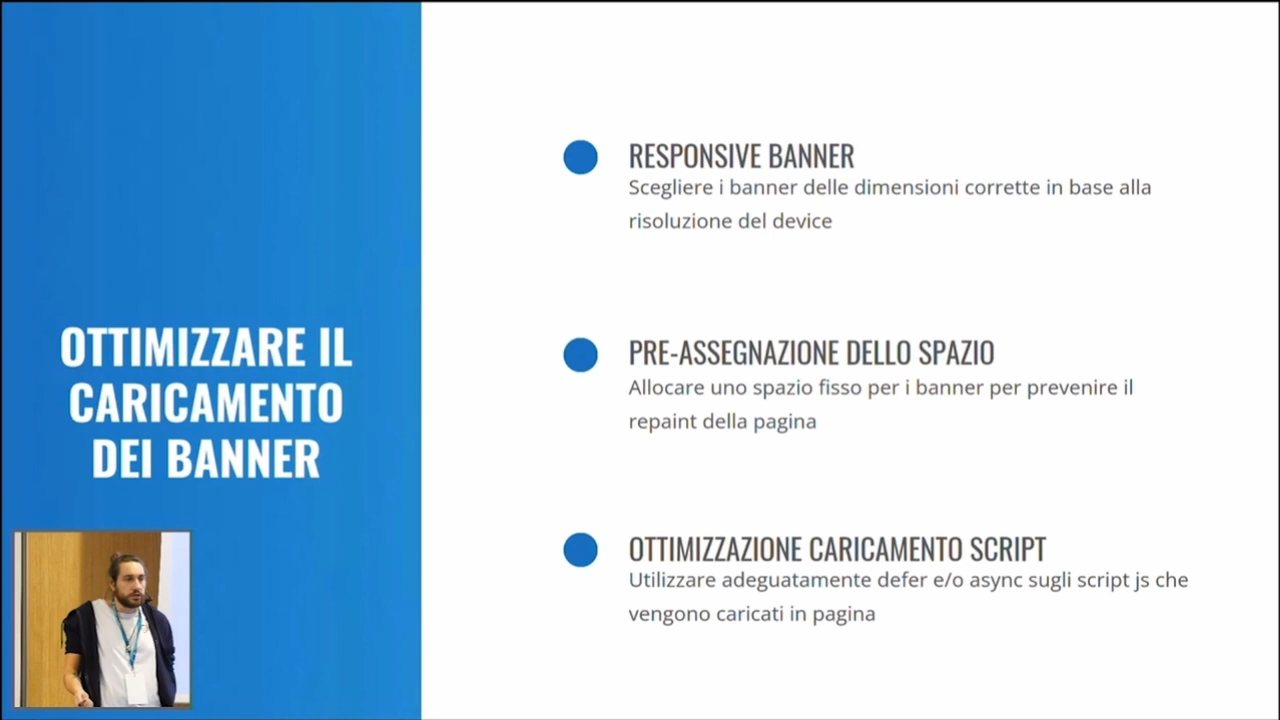 OTTIMIZZARE IL
CARICAMENTO
DEI BANNER
RESPONSIVE BANNER
Scegliere i banner delle dimensioni corrette in base alla
risoluzione del device
PRE-ASSEGNAZIONE DELLO SPAZIO
Allocare uno spazio fisso per i banner per prevenire il
repaint della pagina
OTTIMIZZAZIONE CARICAMENTO SCRIPT
Utilizzare adeguatamente defer e/o async sugli script js che
vengono caricati in pagina